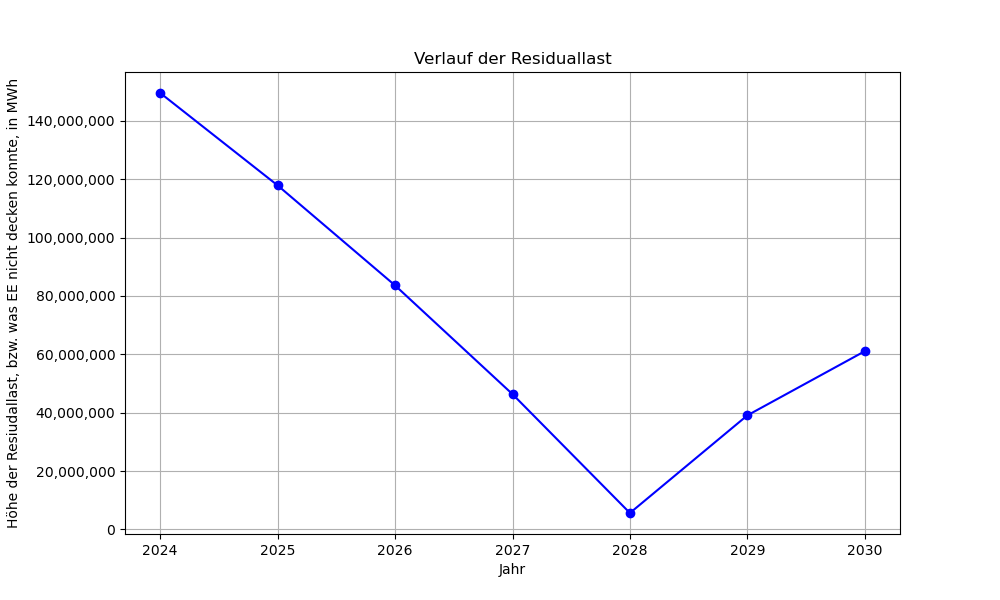 Verlauf der Residuallast
Höhe der Resiudallast, bzw. was EE nicht decken konnte, in MWh
140,000,000
120,000,000
100,000,000
80,000,000
60,000,000
40,000,000
20,000,000
0
2024 2025 2026 2027 2028 2029 2030
Jahr